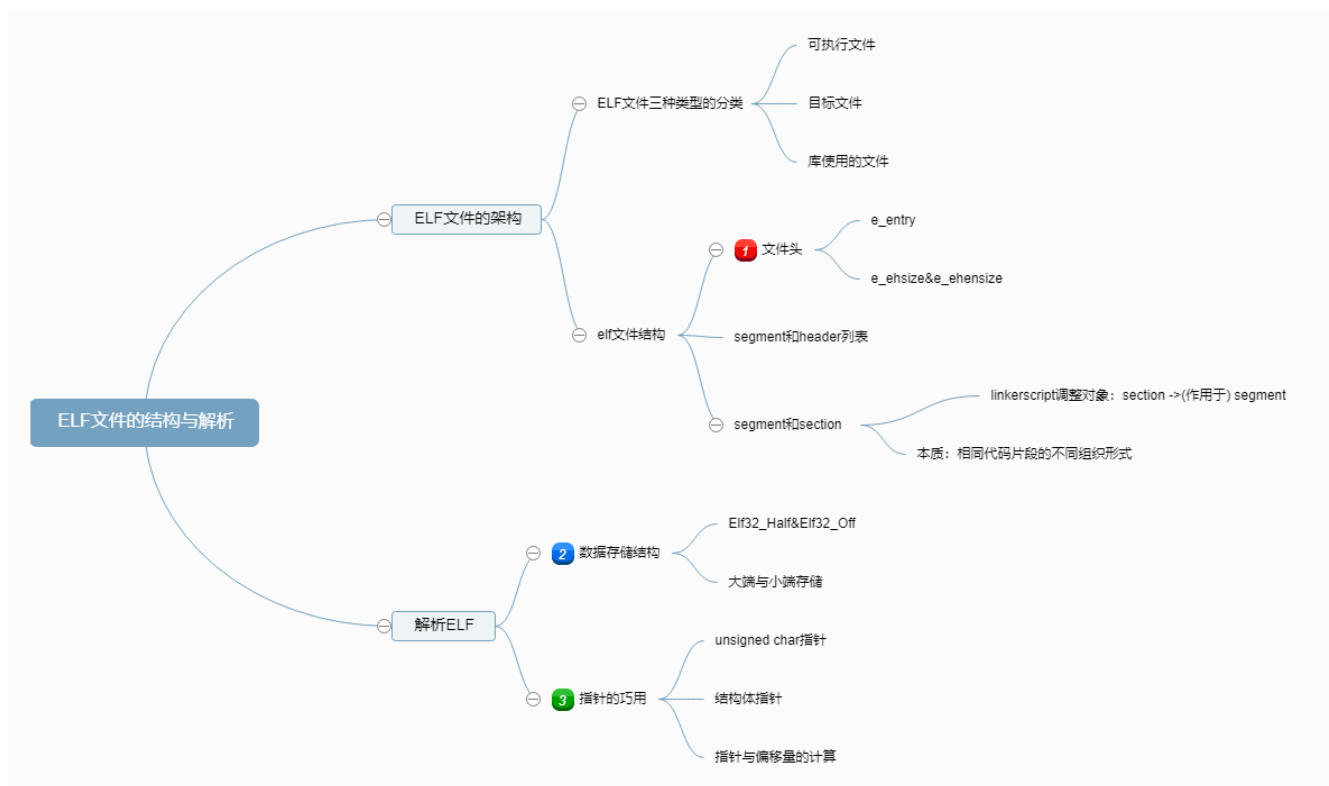 ELF文件的结构与解析
ELF文件的架构
ELF文件三种类型的分类
可执行文件
目标文件
库使用的文件
elf文件结构
1 文件头
e_entry
e_ehsize&e_ehensize
segment和header列表
segment和section
linkerscript调整对象：section ->(作用于) segment
本质：相同代码片段的不同组织形式
解析ELF
2 数据存储结构
Elf32_Half&Elf32_Off
大端与小端存储
3 指针的巧用
unsigned char指针
结构体指针
指针与偏移量的计算